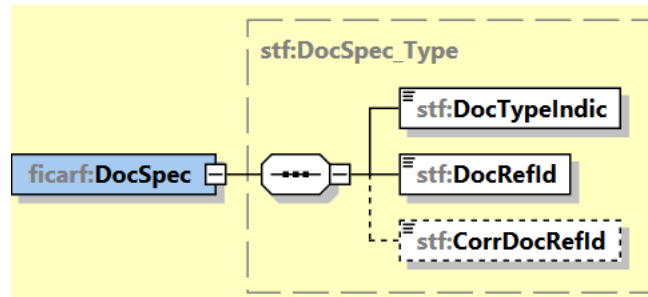 stf:DocSpec_Type
stf:DocTypeIndic
ficarf:DocSpec
stf:DocRefId
stf:CorrDocRefId